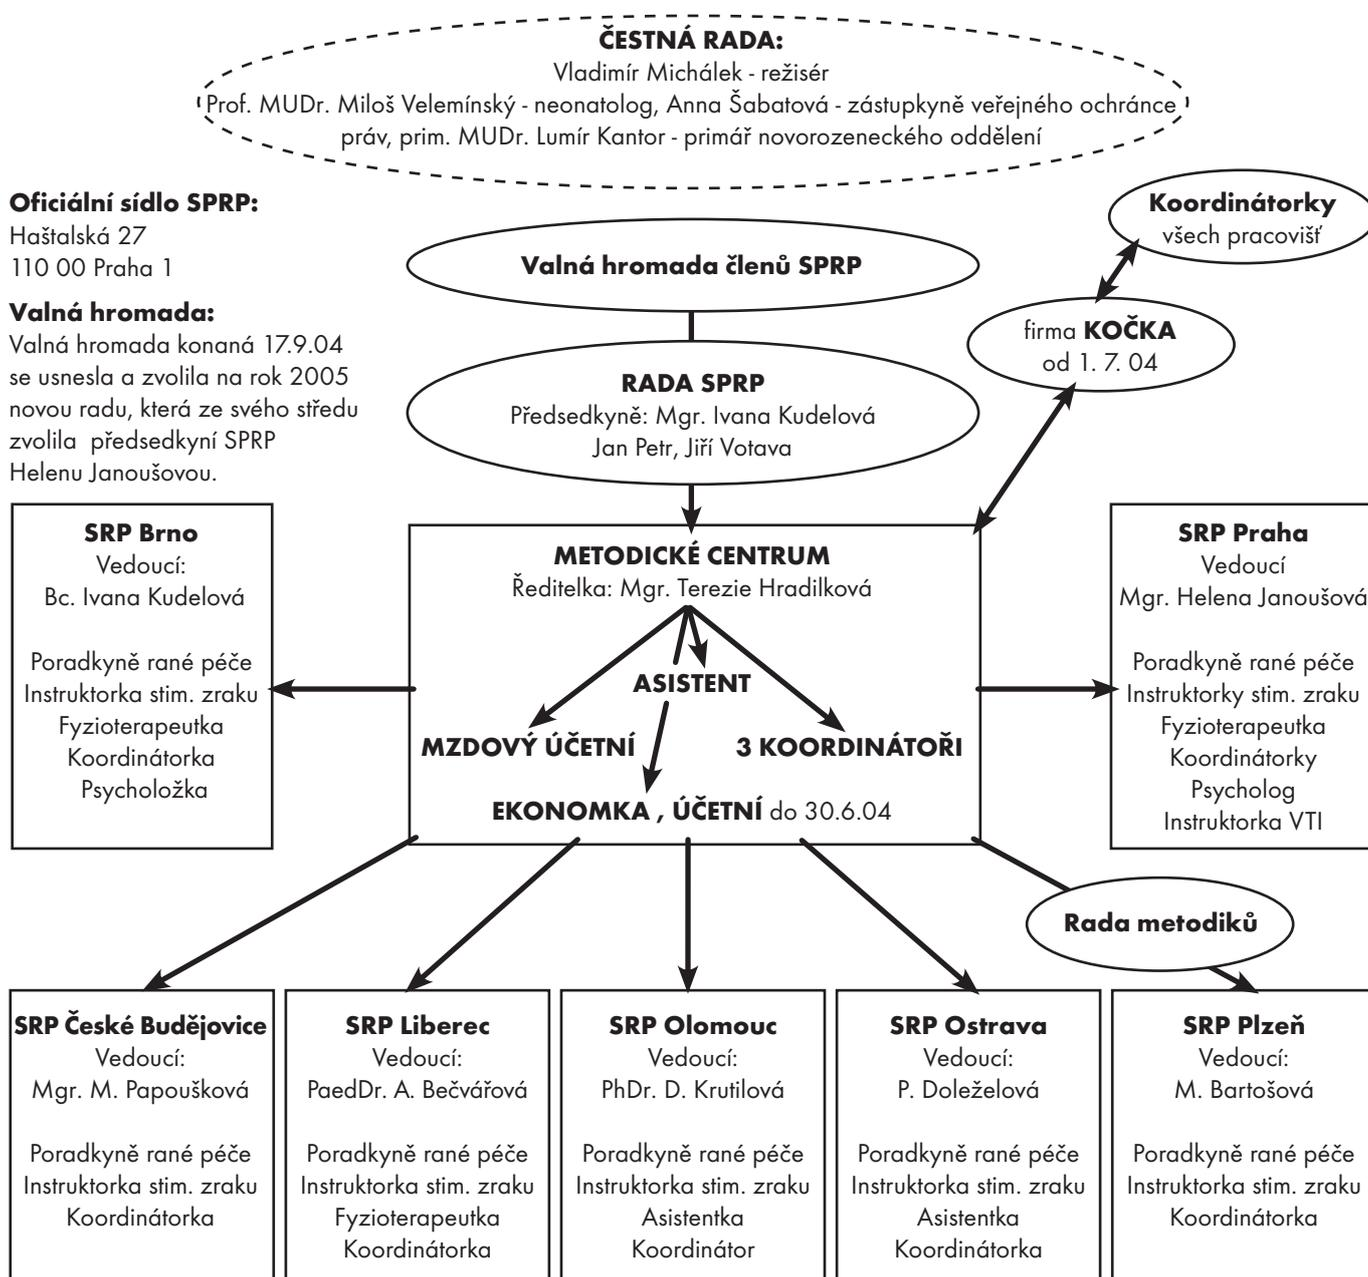 ČESTNÁ RADA:
Vladimír Michálek - režisér
Prof. MUDr. Miloš Velemínský - neonatolog, Anna Šabatová - zástupkyně veřejného ochránce
práv, prim. MUDr. Lumír Kantor - primář novorozeneckého oddělení
Oficiální sídlo SPRP:
Haštalská 27
110 00 Praha 1
Valná hromada:
Valná hromada konaná 17.9.04
se usnesla a zvolila na rok 2005
novou radu, která ze svého středu
zvolila předsedkyní SPRP
Helenu Janoušovou.
Valná hromada členů SPRP
Koordinátorky
všech pracovišť
firma KOČKA
od 1. 7. 04
RADA SPRP
Předsedkyně: Mgr. Ivana Kudelová
Jan Petr, Jiří Votava
SRP Brno
Vedoucí:
Bc. Ivana Kudelová
Poradkyně rané péče
Instruktorka stim. zraku
Fyzioterapeutka
Koordinátorka
Psycholožka
METODICKÉ CENTRUM
Ředitelka: Mgr. Terezie Hradilková
ASISTENT
MZDOVÝ ÚČETNÍ
3 KOORDINÁTOŘI
EKONOMKA , ÚČETNÍ do 30.6.04
SRP Praha
Vedoucí
Mgr. Helena Janoušová
Poradkyně rané péče
Instruktorky stim. zraku
Fyzioterapeutka
Koordinátorky
Psycholog
Instruktorka VTI
Rada metodiků
SRP České Budějovice
Vedoucí:
Mgr. M. Papoušková
Poradkyně rané péče
Instruktorka stim. zraku
Koordinátorka
SRP Liberec
Vedoucí:
PaedDr. A. Bečvářová
Poradkyně rané péče
Instruktorka stim. zraku
Fyzioterapeutka
Koordinátorka
SRP Olomouc
Vedoucí:
PhDr. D. Krutilová
Poradkyně rané péče
Instruktorka stim. zraku
Asistentka
Koordinátor
SRP Ostrava
Vedoucí:
P. Doleželová
Poradkyně rané péče
Instruktorka stim. zraku
Asistentka
Koordinátorka
SRP Plzeň
Vedoucí:
M. Bartošová
Poradkyně rané péče
Instruktorka stim. zraku
Koordinátorka